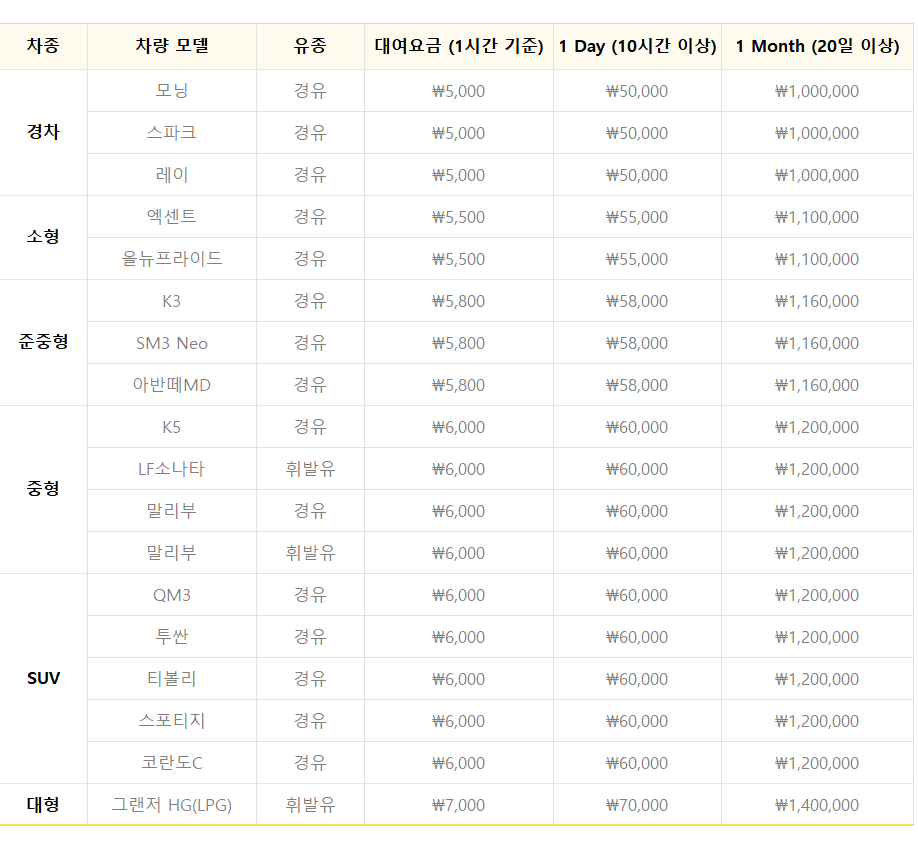 차종 차량 모델 유종 대여요금 (1시간 기준) 1 Day (10시간 이상) 1 Month (20일 이상)
경차 모닝 경유 ₩5,000 ₩50,000 ₩1,000,000
스파크 경유 ₩5,000 ₩50,000 ₩1,000,000
레이 경유 ₩5,000 ₩50,000 ₩1,000,000
소형 엑센트 경유 ₩5,500 ₩55,000 ₩1,100,000
올뉴프라이드 경유 ₩5,500 ₩55,000 ₩1,100,000
준중형 K3 경유 ₩5,800 ₩58,000 ₩1,160,000
SM3 Neo 경유 ₩5,800 ₩58,000 ₩1,160,000
아반떼MD 경유 ₩5,800 ₩58,000 ₩1,160,000
중형 K5 경유 ₩6,000 ₩60,000 ₩1,200,000
LF소나타 휘발유 ₩6,000 ₩60,000 ₩1,200,000
말리부 경유 ₩6,000 ₩60,000 ₩1,200,000
말리부 휘발유 ₩6,000 ₩60,000 ₩1,200,000
SUV QM3 경유 ₩6,000 ₩60,000 ₩1,200,000
투싼 경유 ₩6,000 ₩60,000 ₩1,200,000
티볼리 경유 ₩6,000 ₩60,000 ₩1,200,000
스포티지 경유 ₩6,000 ₩60,000 ₩1,200,000
코란도C 경유 ₩6,000 ₩60,000 ₩1,200,000
대형 그랜저 HG(LPG) 휘발유 ₩7,000 ₩70,000 ₩1,400,000